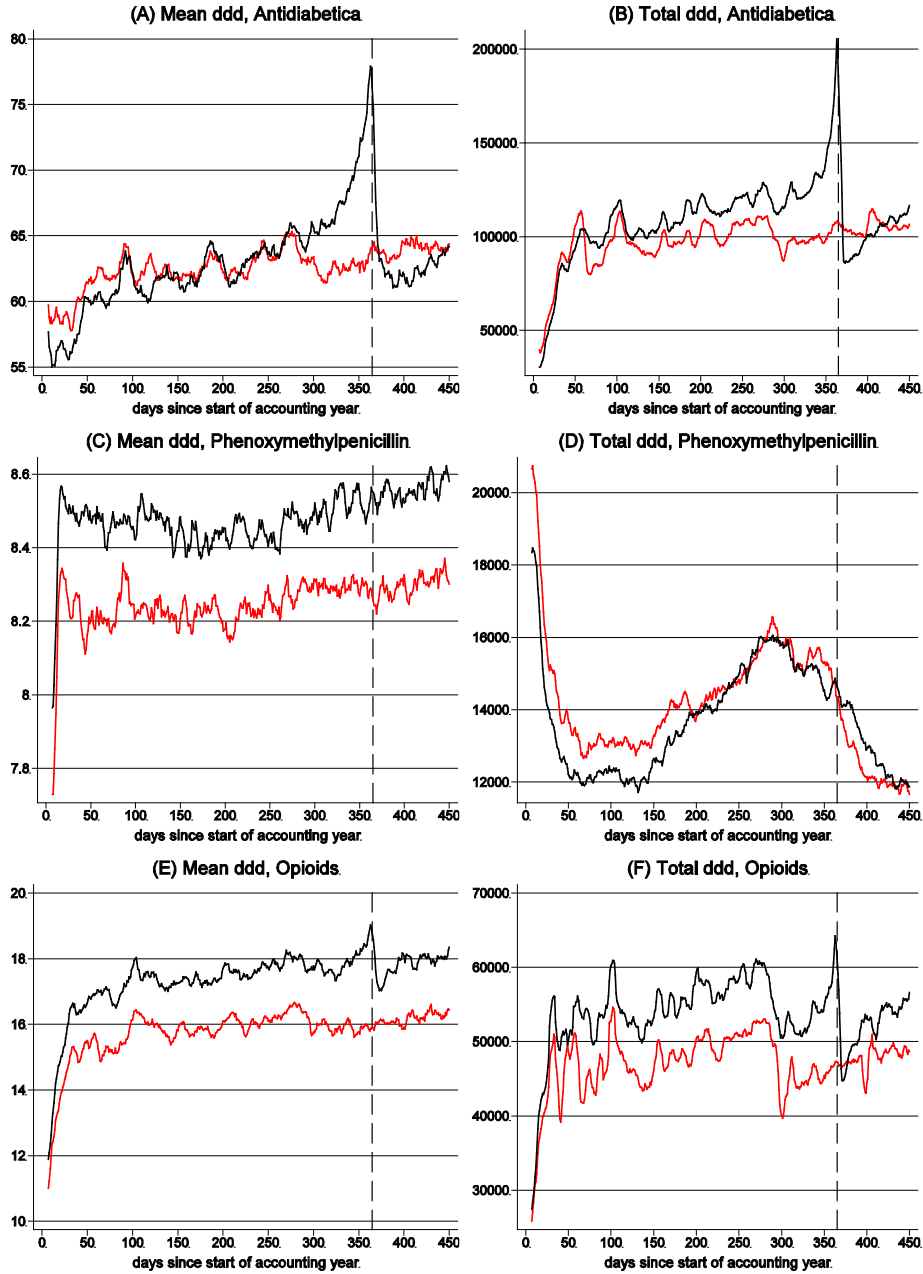 (A) Mean ddd, Antidiabetica.
80.
75.
70.
65.
60.
55.
0. 50. 100. 150. 200. 250. 300. 350. 400. 450.
days since start of accounting year.
(B) Total ddd, Antidiabetica.
200000.
150000.
100000.
50000.
0. 50. 100. 150. 200. 250. 300. 350. 400. 450.
days since start of accounting year.
(C) Mean ddd, Phenoxymethylpenicillin.
8.6.
8.4.
8.2.
8.
7.8.
0. 50. 100. 150. 200. 250. 300. 350. 400. 450.
days since start of accounting year.
(D) Total ddd, Phenoxymethylpenicillin.
20000.
18000.
16000.
14000.
12000.
0. 50. 100. 150. 200. 250. 300. 350. 400. 450.
days since start of accounting year.
(E) Mean ddd, Opioids.
20.
18.
16.
14.
12.
10.
0. 50. 100. 150. 200. 250. 300. 350. 400. 450.
days since start of accounting year.
(F) Total ddd, Opioids.
70000.
60000.
50000.
40000.
30000.
0. 50. 100. 150. 200. 250. 300. 350. 400. 450.
days since start of accounting year.